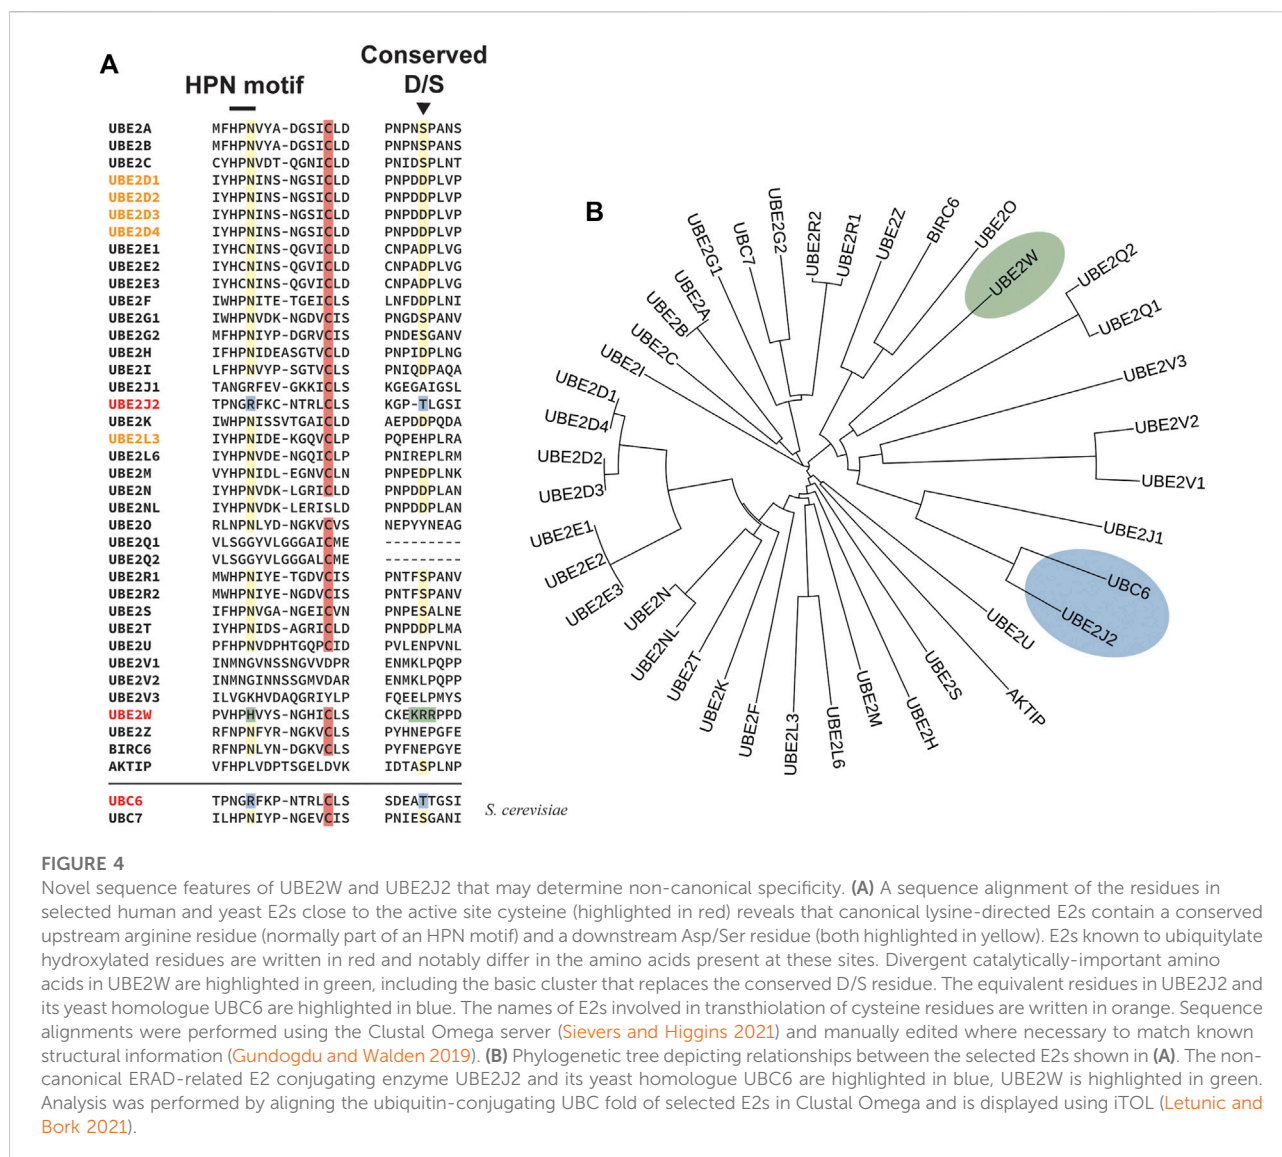 A
HPN motif
Conserved
D/S
UBE2A MFHPNVYA-DGSICLD PNPNSPANS
UBE2B MFHPNVYA-DGSICLD PNPNSPANS
UBE2C CYHPNVDT-QGNICLD PNIDSPLNT
UBE2D1 IYHPNINS-NGSICLD PNPDDPLVP
UBE2D2 IYHPNINS-NGSICLD PNPDDPLVP
UBE2D3 IYHPNINS-NGSICLD PNPDDPLVP
UBE2D4 IYHPNINS-NGSICLD PNPDDPLVP
UBE2E1 IYHCNINS-QGVICLD CNPADPLVG
UBE2E2 IYHCNINS-QGVICLD CNPADPLVG
UBE2E3 IYHCNINS-QGVICLD CNPADPLVG
UBE2F IWHPNITE-TGEICLS LNFDDPLNI
UBE2G1 IWHPNVDK-NGDVCIS PNGDSPANV
UBE2G2 MFHPNIYP-DGRVCIS PNDESGANV
UBE2H IFHPNIDEASGTVCLD PNPIDPLNG
UBE2I LFHPNVYP-SGTVCLS PNIQDPAQA
UBE2J1 TANGRFEV-GKKICLS KGEGAIGSL
UBE2J2 TPNGRFKC-NTRLCLS KGP-TLGSI
UBE2K IWHPNISSVTGAICLD AEPDDPQDA
UBE2L3 IYHPNIDE-KGQVCLP PQPEHPLRA
UBE2L6 IYHPNVDE-NGQICLP PNIREPLRM
UBE2M VYHPNIDL-EGNVCLN PNPEDPLNK
UBE2N IYHPNVDK-LGRICLD PNPDDPLAN
UBE2NL IYHPNVDK-LERISLD PNPDDPLAN
UBE2O RLNPNLYD-NGKVCVS NEPYYNEAG
UBE2Q1 VLSGGYVLGGGAICME ---------
UBE2Q2 VLSGGYVLGGGALCME ---------
UBE2R1 MWHPNIYE-TGDVCIS PNTFSPANV
UBE2R2 MWHPNIYE-NGDVCIS PNTFSPANV
UBE2S IFHPNVGA-NGEICVN PNPESALNE
UBE2T IYHPNIDS-AGRICLD PNPDDPLMA
UBE2U PFHPNVDPHTGQPCID PVLENPVNL
UBE2V1 INMNGVNSSNGVVDPR ENMKLPQPP
UBE2V2 INMNGINNSSGMVDAR ENMKLPQPP
UBE2V3 ILVGKHVDAQGRIYLP FQEELPMYS
UBE2W PVHPHVYS-NGHICLS CKEKRRPPD
UBE2Z RFNPNFYR-NGKVCLS PYHNEPGFE
BIRC6 RFNPNLYN-DGKVCLS PYFNEPGYE
AKTIP VFHPLVDPTSGELDVK IDTASPLNP
UBC6 TPNGRFKP-NTRLCLS SDEATTGSI
UBC7 ILHPNIYP-NGEVCIS PNIESGANI
S. cerevisiae
B
UBE2I
UBE2C
UBE2B
UBE2A
UBE2G1
UBC7
UBE2G2
UBE2R2
UBE2R1
UBE2Z
BIRC6
UBE2O
UBE2W
UBE2Q2
UBE2Q1
UBE2V3
UBE2V2
UBE2V1
UBE2J1
UBC6
UBE2J2
UBE2U
AKTIP
UBE2S
UBE2H
UBE2M
UBE2L6
UBE2L3
UBE2F
UBE2K
UBE2T
UBE2NL
UBE2N
UBE2E3
UBE2E2
UBE2E1
UBE2D3
UBE2D2
UBE2D4
UBE2D1
FIGURE 4
Novel sequence features of UBE2W and UBE2J2 that may determine non-canonical specificity. (A) A sequence alignment of the residues in
selected human and yeast E2s close to the active site cysteine (highlighted in red) reveals that canonical lysine-directed E2s contain a conserved
upstream arginine residue (normally part of an HPN motif) and a downstream Asp/Ser residue (both highlighted in yellow). E2s known to ubiquitylate
hydroxylated residues are written in red and notably differ in the amino acids present at these sites. Divergent catalytically-important amino
acids in UBE2W are highlighted in green, including the basic cluster that replaces the conserved D/S residue. The equivalent residues in UBE2J2 and
its yeast homologue UBC6 are highlighted in blue. The names of E2s involved in transthiolation of cysteine residues are written in orange. Sequence
alignments were performed using the Clustal Omega server (Sievers and Higgins 2021) and manually edited where necessary to match known
structural information (Gundogdu and Walden 2019). (B) Phylogenetic tree depicting relationships between the selected E2s shown in (A). The non-
canonical ERAD-related E2 conjugating enzyme UBE2J2 and its yeast homologue UBC6 are highlighted in blue, UBE2W is highlighted in green.
Analysis was performed by aligning the ubiquitin-conjugating UBC fold of selected E2s in Clustal Omega and is displayed using iTOL (Letunic and
Bork 2021).